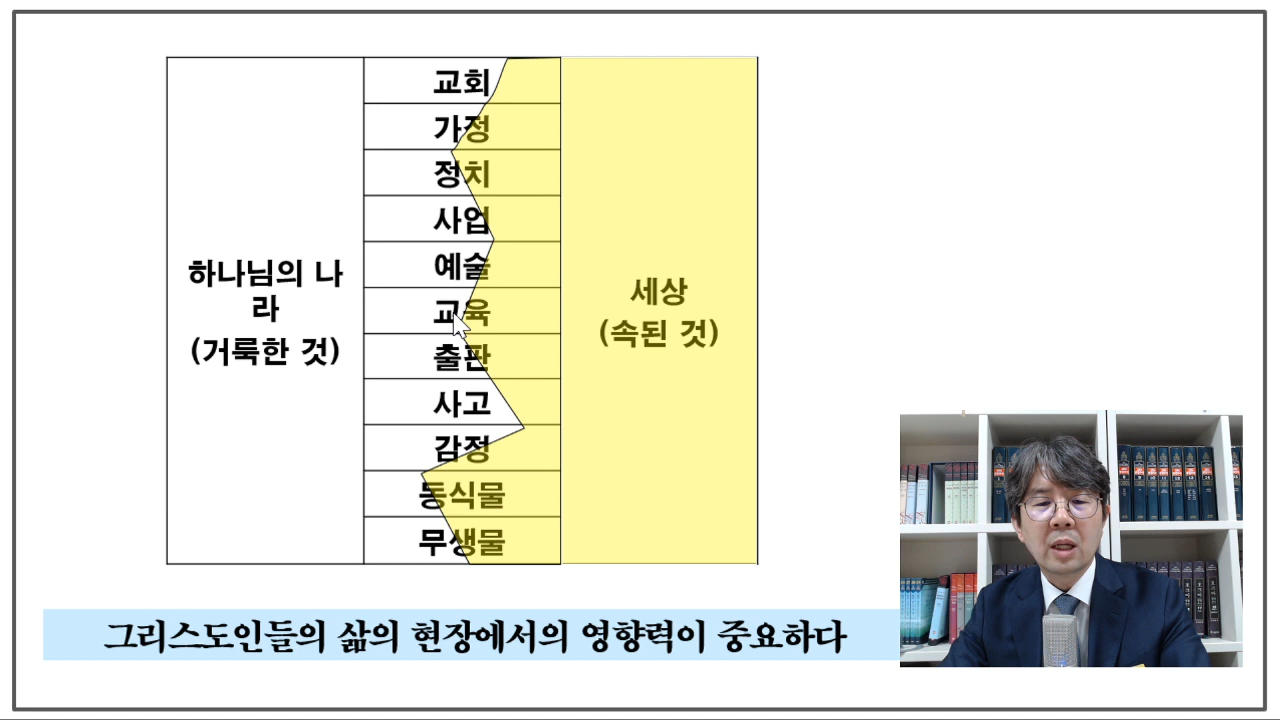 교회
가정
정치
사업
예술
하나님의 나
라
(거룩한 것)
교육
출판
사고
감정
동식물
무생물
세상
(속된 것)
그리스도인들의 삶의 현장에서의 영향력이 중요하다